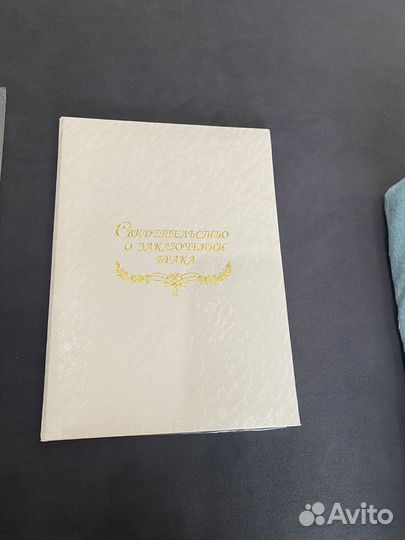 Свидетельство
о заключении
брака
Avito